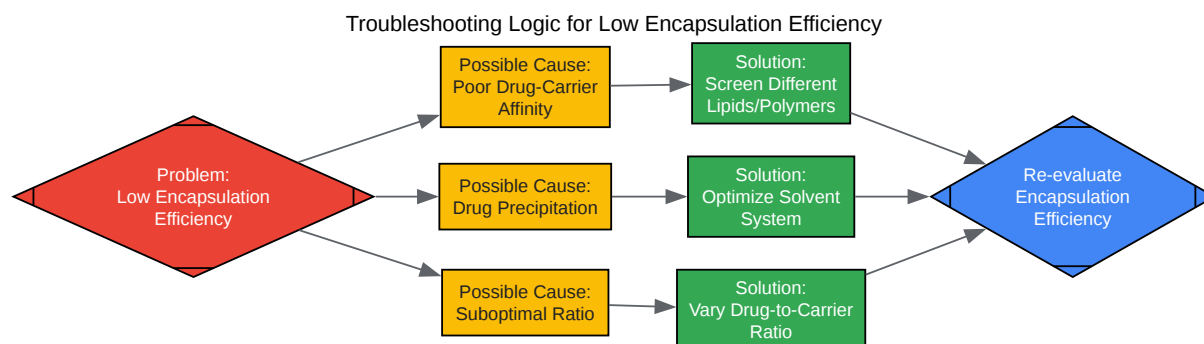 Troubleshooting Logic for Low Encapsulation Efficiency
Problem:
Low Encapsulation
Efficiency
Possible Cause:
Poor Drug-Carrier
Affinity
Solution:
Screen Different
Lipids/Polymers
Possible Cause:
Drug Precipitation
Solution:
Optimize Solvent
System
Possible Cause:
Suboptimal Ratio
Solution:
Vary Drug-to-Carrier
Ratio
Re-evaluate
Encapsulation
Efficiency